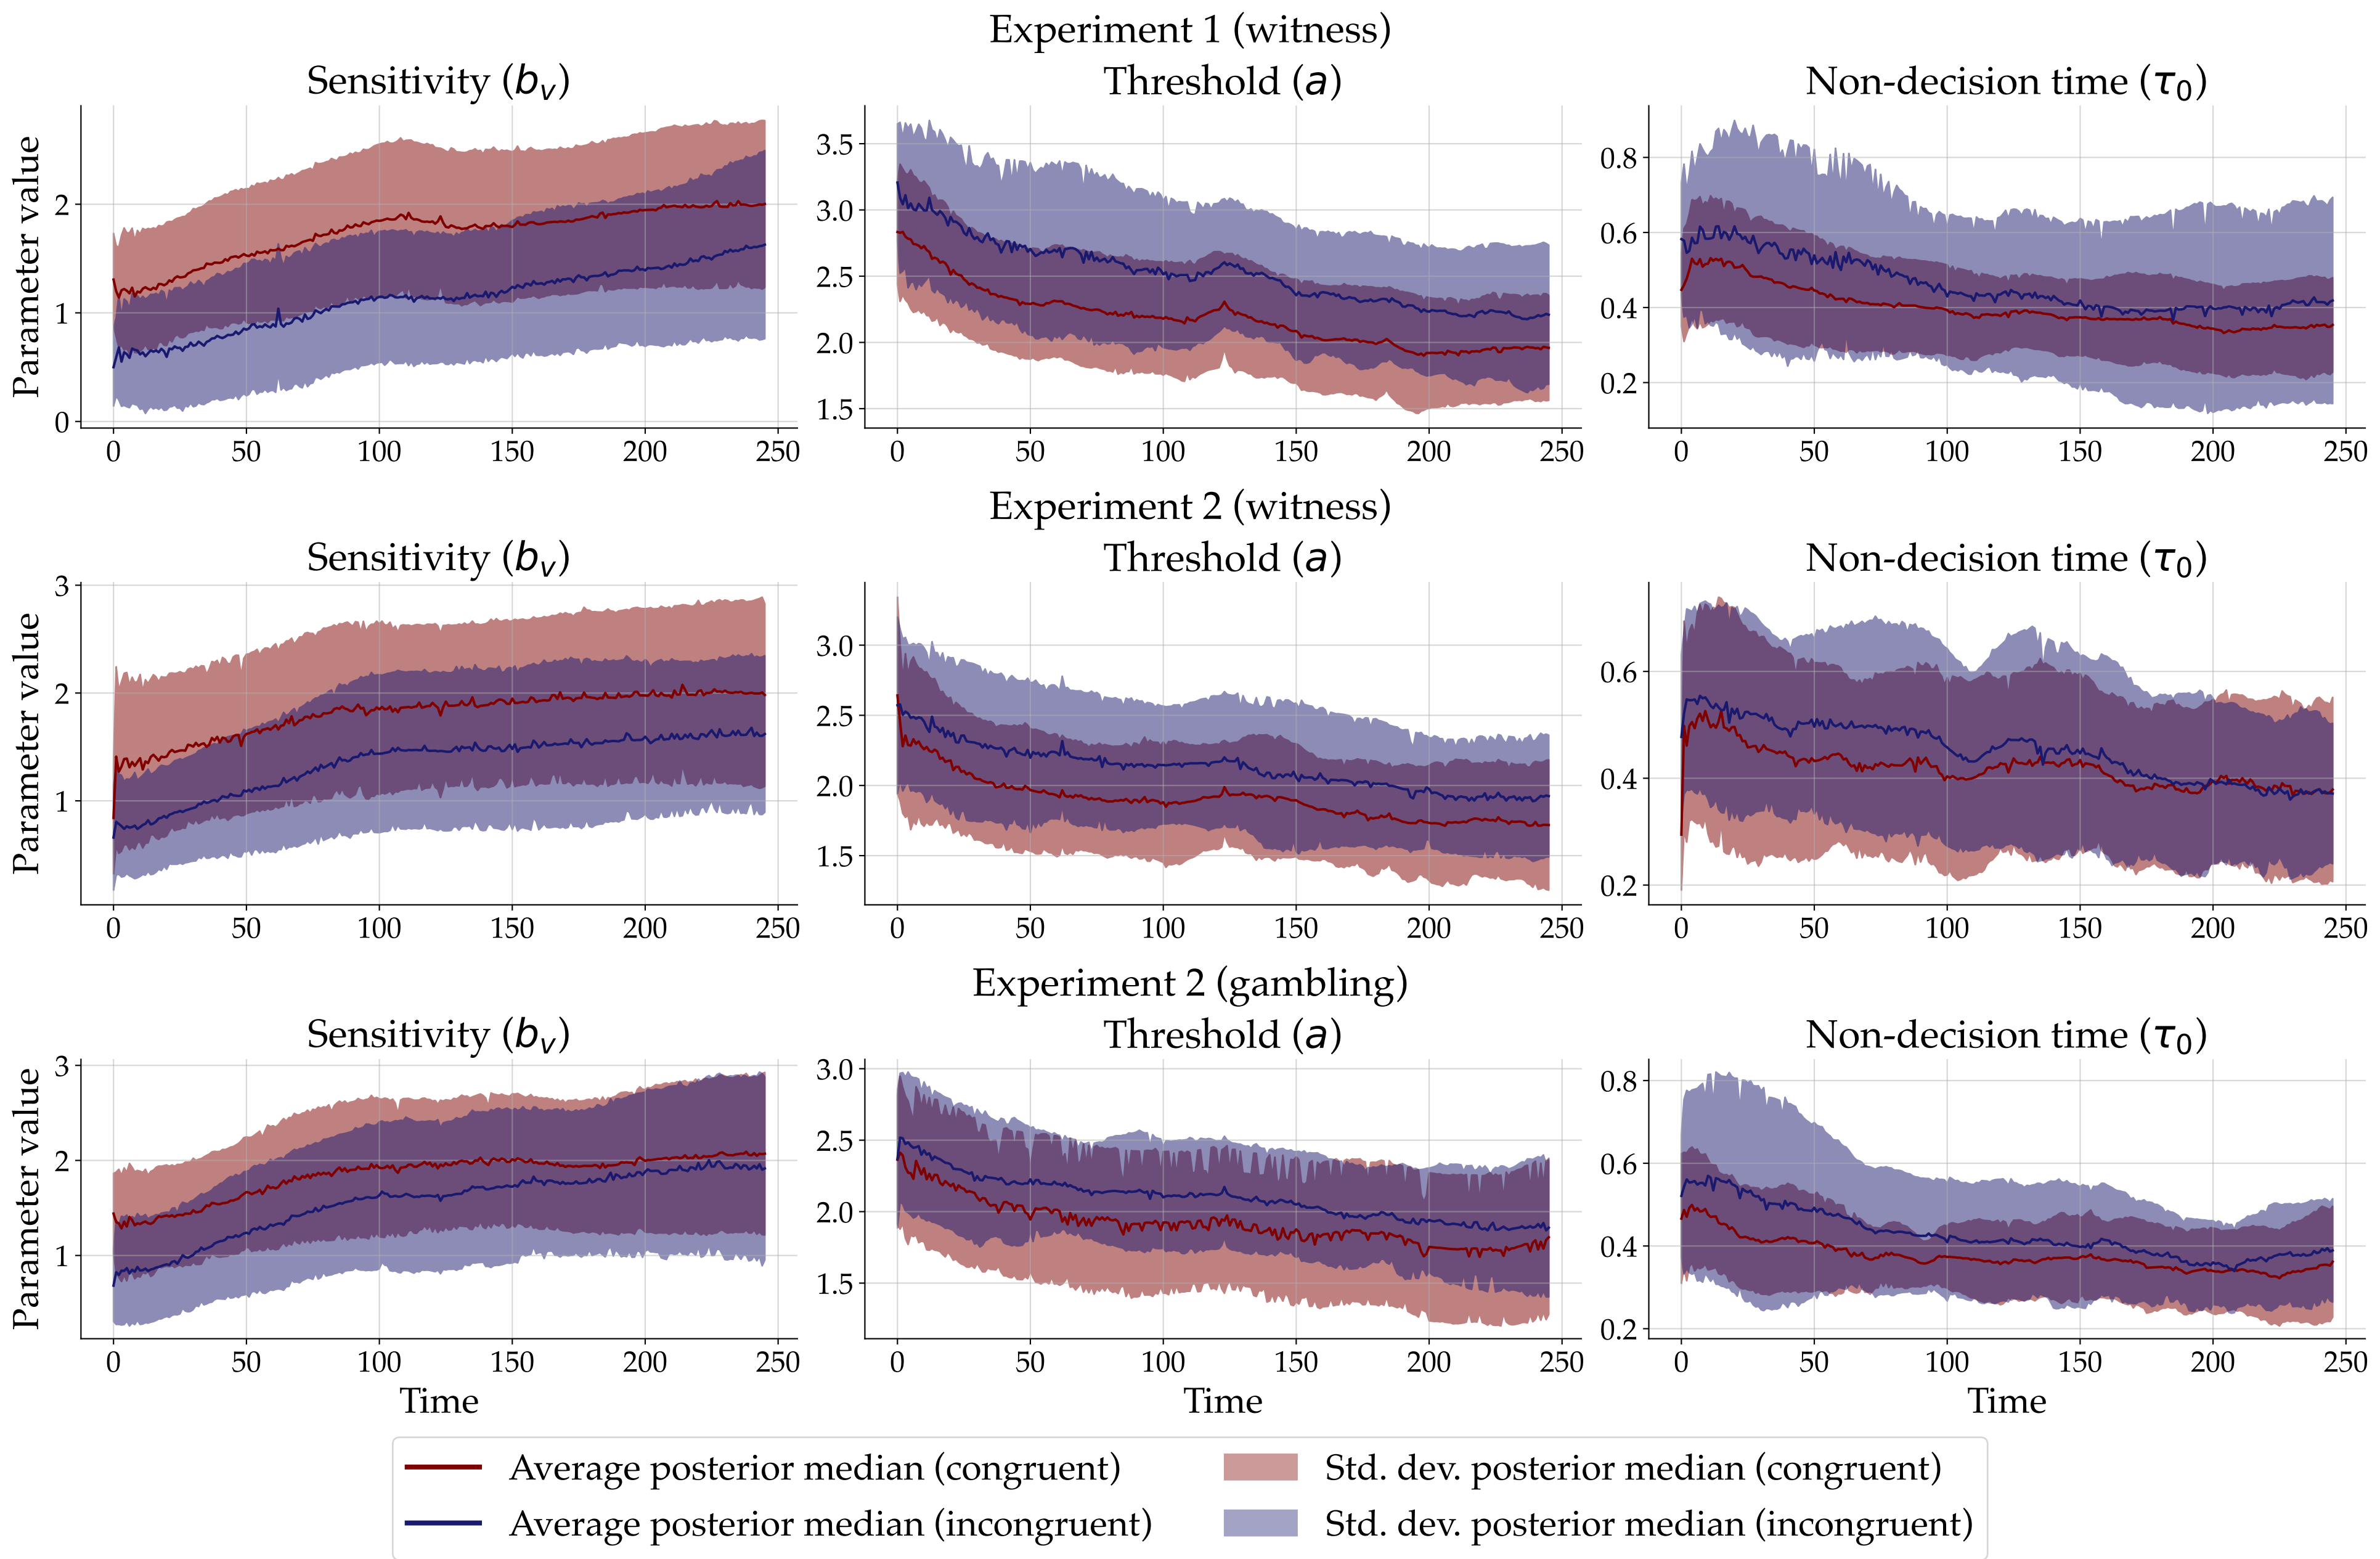 Experiment 1 (witness)
Sensitivity (b_v)
Threshold (a)
Non-decision time (τ_0)
Parameter value
2
1
0
0 50 100 150 200 250
3.5
3.0
2.5
2.0
1.5
0 50 100 150 200 250
0.8
0.6
0.4
0.2
0 50 100 150 200 250
Experiment 2 (witness)
Sensitivity (b_v)
Threshold (a)
Non-decision time (τ_0)
Parameter value
3
2
1
0 50 100 150 200 250
3.0
2.5
2.0
1.5
0 50 100 150 200 250
0.6
0.4
0.2
0 50 100 150 200 250
Experiment 2 (gambling)
Sensitivity (b_v)
Threshold (a)
Non-decision time (τ_0)
Parameter value
3
2
1
0 50 100 150 200 250
Time
3.0
2.5
2.0
1.5
0 50 100 150 200 250
Time
0.8
0.6
0.4
0.2
0 50 100 150 200 250
Time
Average posterior median (congruent)
Average posterior median (incongruent)
Std. dev. posterior median (congruent)
Std. dev. posterior median (incongruent)